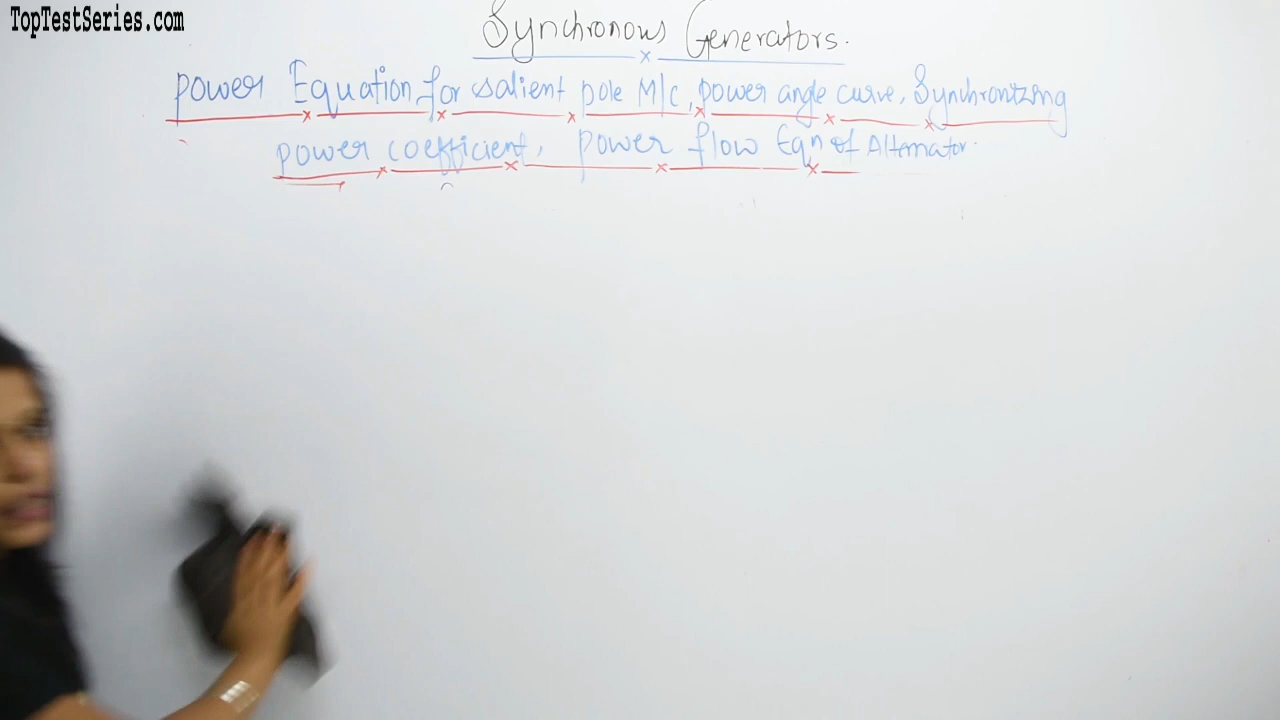 TopTestSeries.com
Synchronous Generators.
Power Equation for salient pole M/c, power angle curve, Synchronizing
power coefficient, power flow Eqn of Alternator.